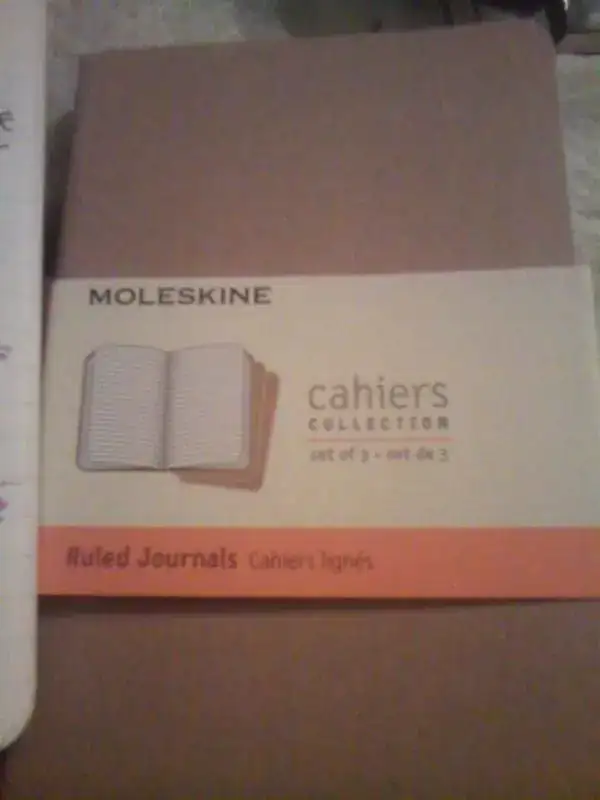 MOLESKINE
cahiers
COLLECTION
set of 3 - set de 3
Ruled Journals Cahiers lignés